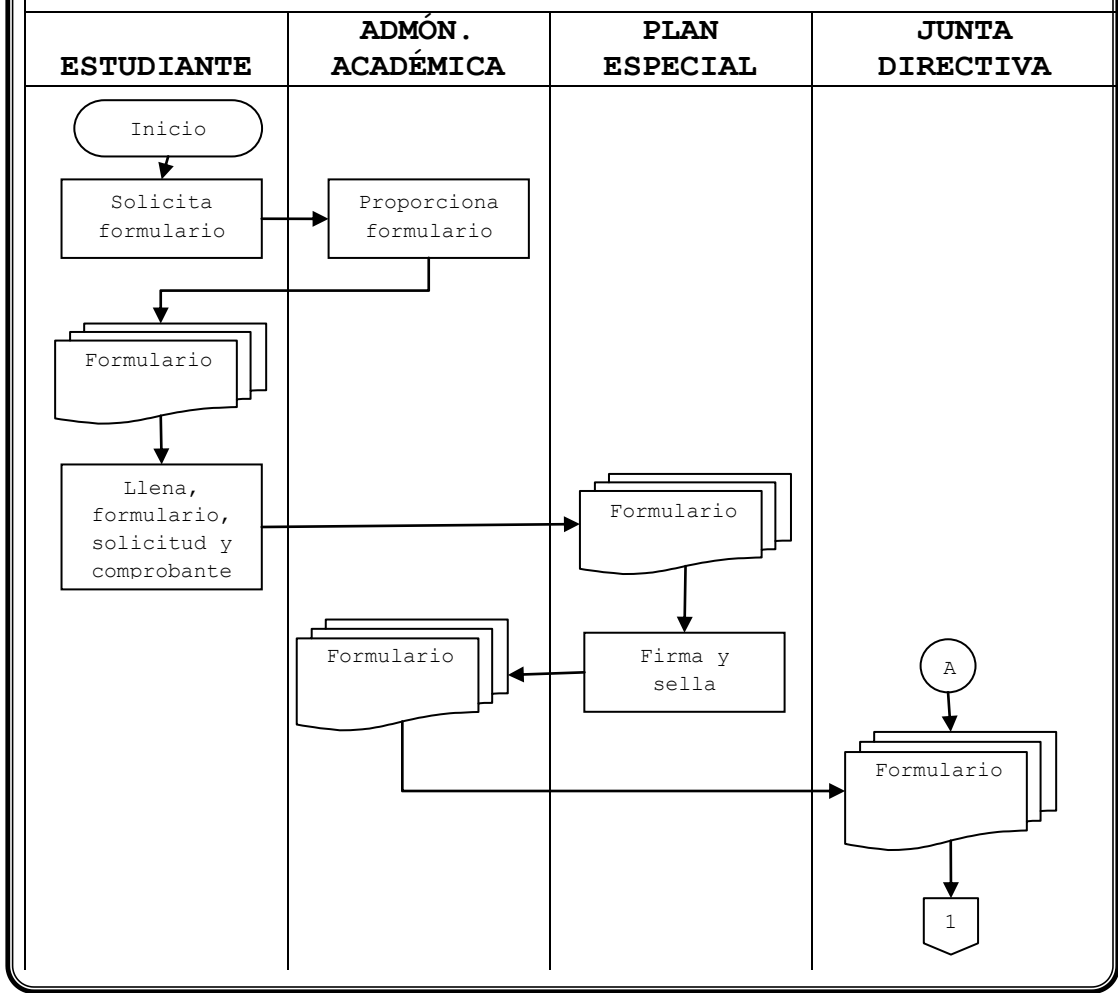 ESTUDIANTE
ADMÓN.
ACADÉMICA
PLAN
ESPECIAL
JUNTA
DIRECTIVA
Inicio
Solicita
formulario
Proporciona
formulario
Formulario
Llena,
formulario,
solicitud y
comprobante
Formulario
Formulario
Firma y
sella
A
Formulario
1